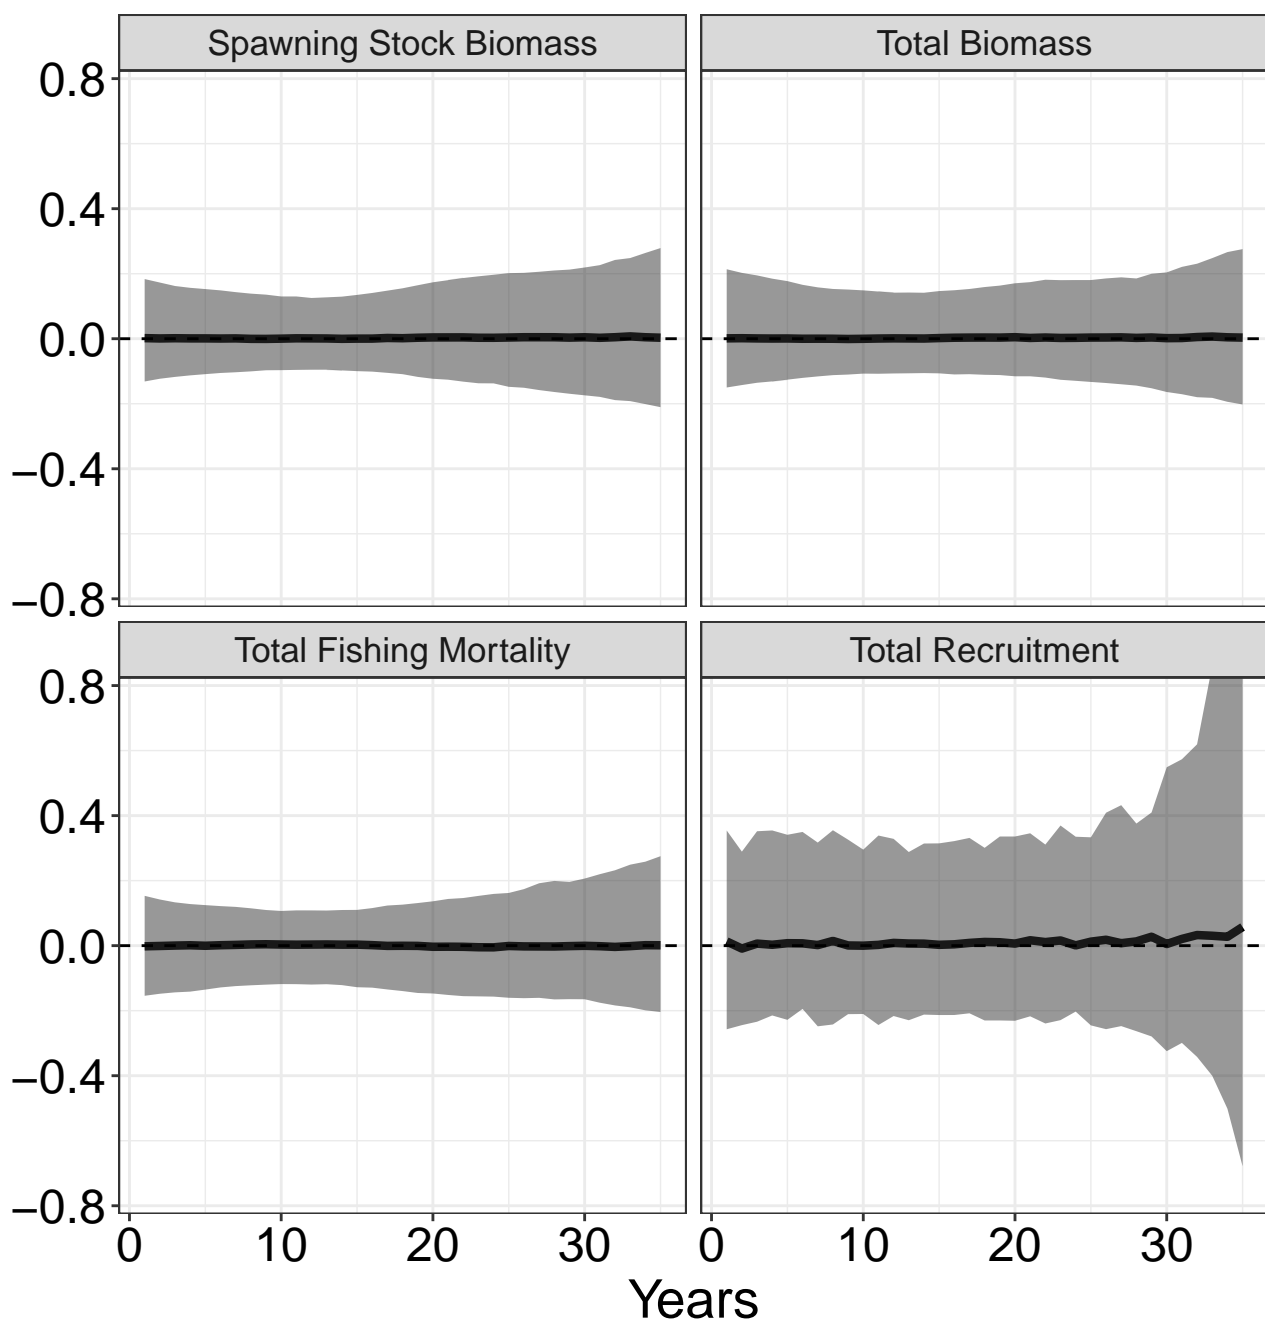 Spawning Stock Biomass
Total Biomass
0.8
0.4
0.0
−0.4
−0.8
Total Fishing Mortality
Total Recruitment
0.8
0.4
0.0
−0.4
−0.8
0 10 20 30
0 10 20 30
Years